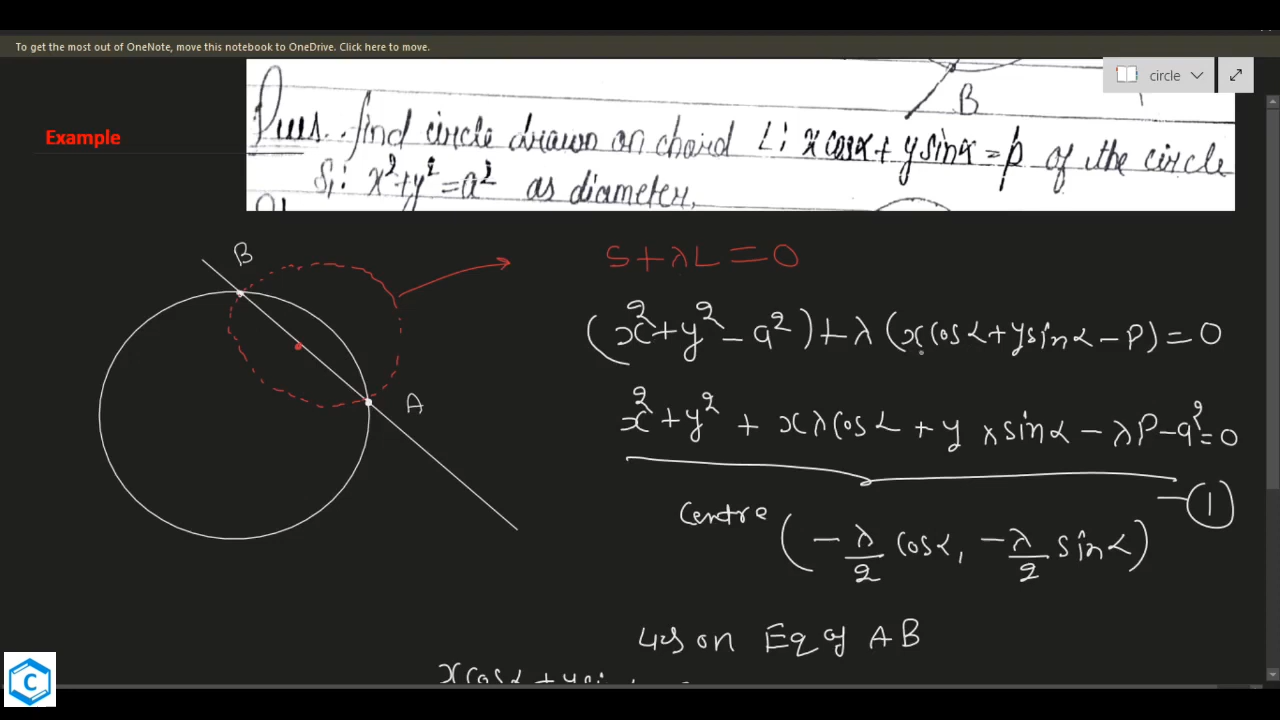 To get the most out of OneNote, move this notebook to OneDrive. Click here to move.
circle
B
Example
Ques. find circle drawn on chord L: x cosα + y sinα = p of the circle
S₁: x² + y² = a² as diameter.
B
S + λL = 0
(x² + y² - a²) + λ (x cosα + y sinα - P) = 0
A
x² + y² + xλcosα + y λ sinα - λP - a² = 0
①
Centre (-λ/2 cosα, -λ/2 sinα)
on Eq of AB
x cosα + y
C